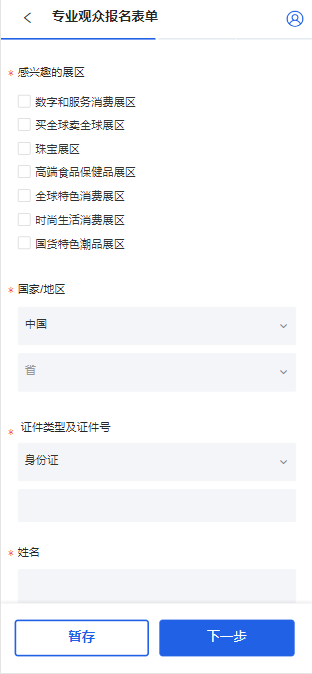 专业观众报名表单
* 感兴趣的展区
数字和服务消费展区
买全球卖全球展区
珠宝展区
高端食品保健品展区
全球特色消费展区
时尚生活消费展区
国货特色潮品展区
* 国家/地区
中国
省
* 证件类型及证件号
身份证
* 姓名
暂存
下一步